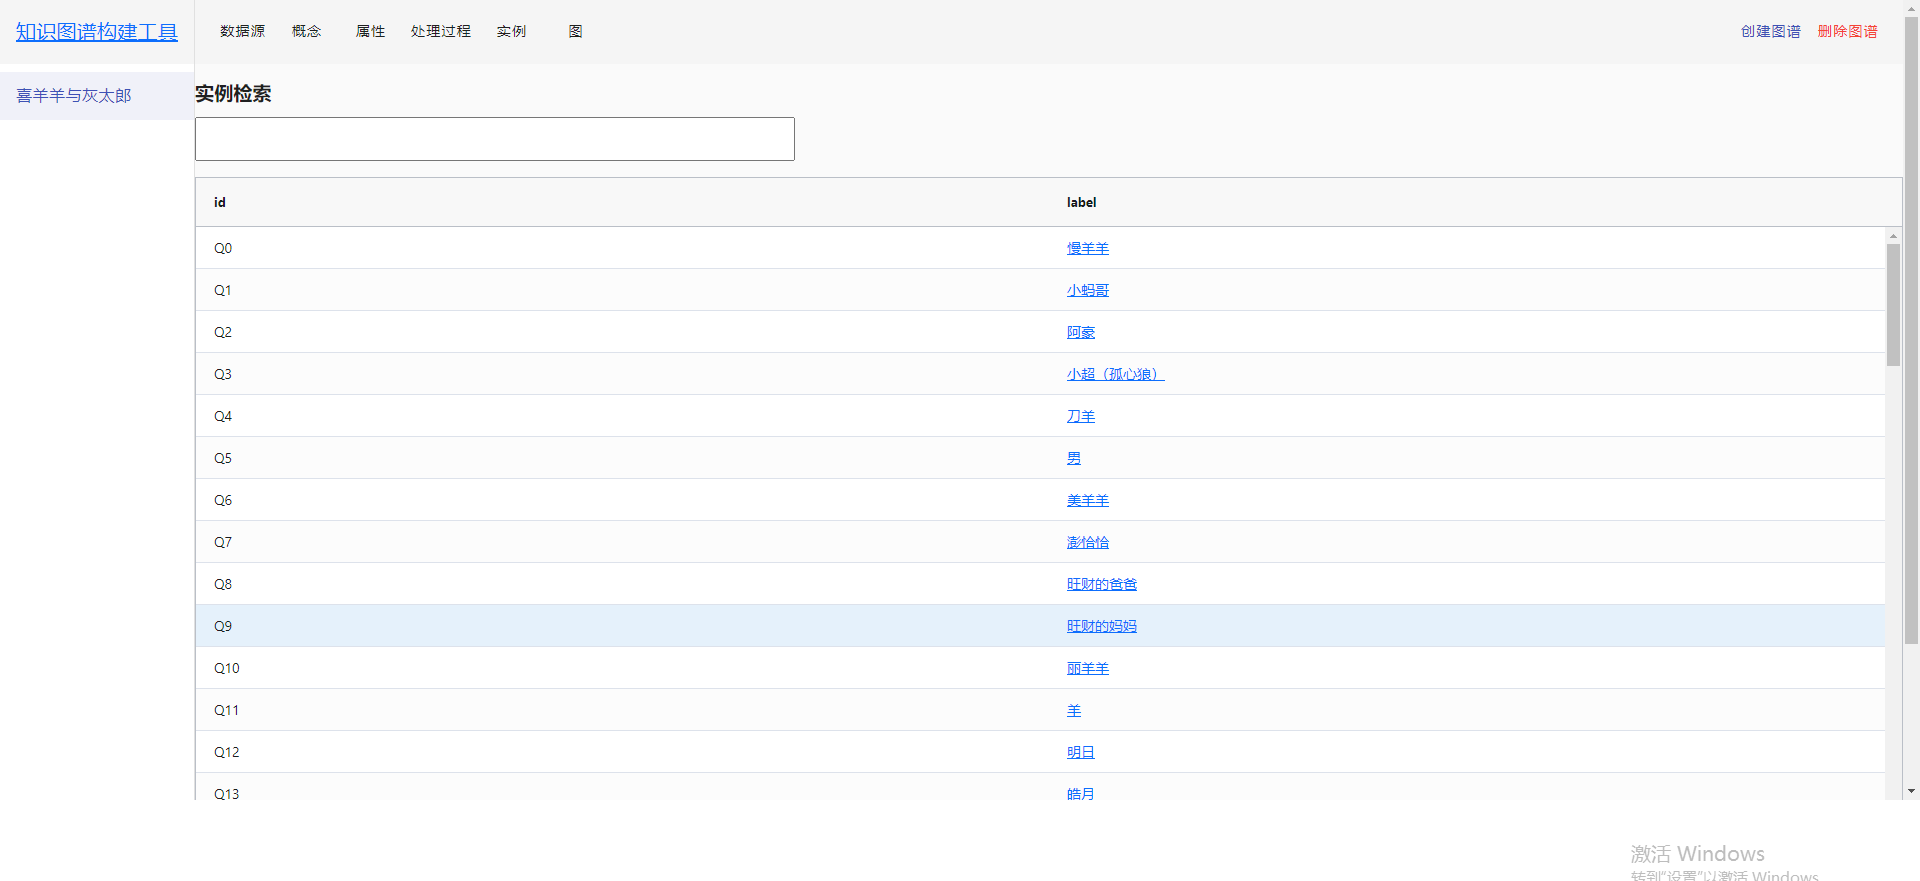 知识图谱构建工具 数据源 概念 属性 处理过程 实例 图 创建图谱 删除图谱
喜羊羊与灰太郎
实例检索
id label
Q0 慢羊羊
Q1 小蚂哥
Q2 阿豪
Q3 小超（孤心狼）
Q4 刀羊
Q5 男
Q6 美羊羊
Q7 澎恰恰
Q8 旺财的爸爸
Q9 旺财的妈妈
Q10 丽羊羊
Q11 羊
Q12 明日
Q13 皓月
激活 Windows
转到“设置”以激活 Windows